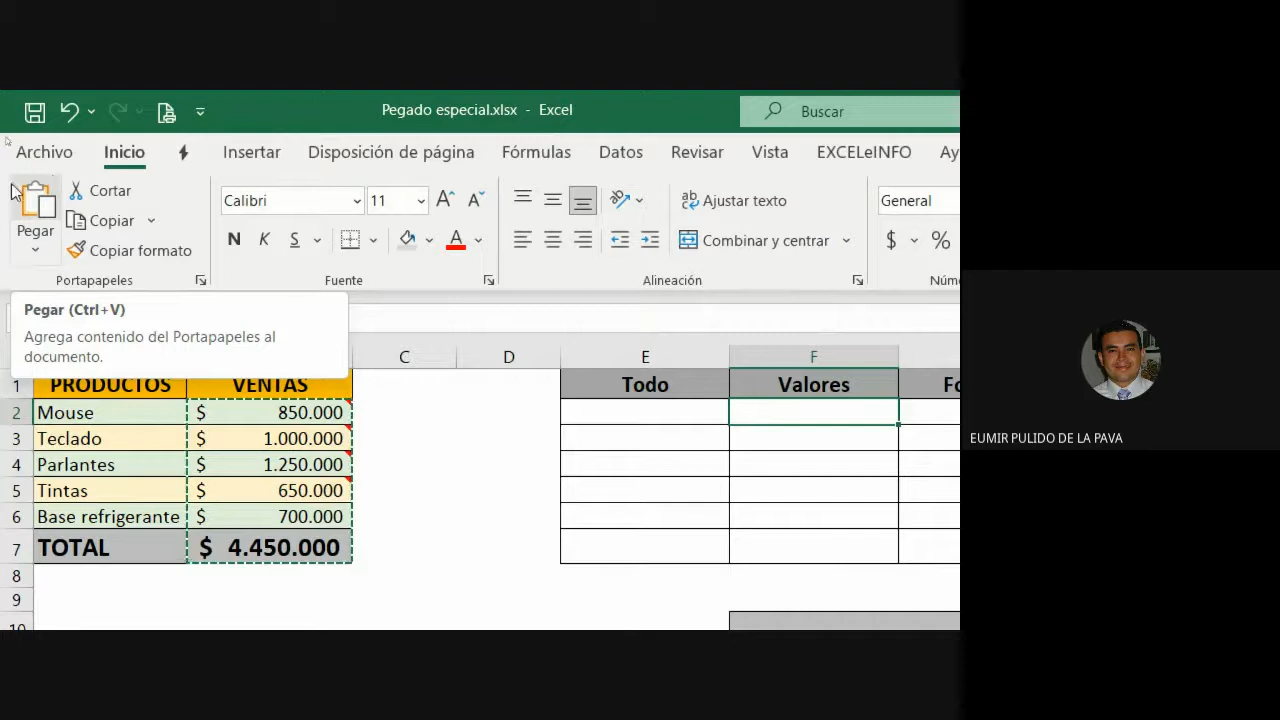 Pegado especial.xlsx - Excel
Buscar
Archivo Inicio Insertar Disposición de página Fórmulas Datos Revisar Vista EXCELeINFO Ay
Pegar
Cortar
Copiar
Copiar formato
Portapapeles
Calibri 11
N K S
Fuente
Ajustar texto
Combinar y centrar
Alineación
General
$ %
Núme
Pegar (Ctrl+V)
Agrega contenido del Portapapeles al
documento.
C D E F
1 PRODUCTOS VENTAS Todo Valores Fo
2 Mouse $ 850.000
3 Teclado $ 1.000.000
4 Parlantes $ 1.250.000
5 Tintas $ 650.000
6 Base refrigerante $ 700.000
7 TOTAL $ 4.450.000
8
9
10
EUMIR PULIDO DE LA PAVA